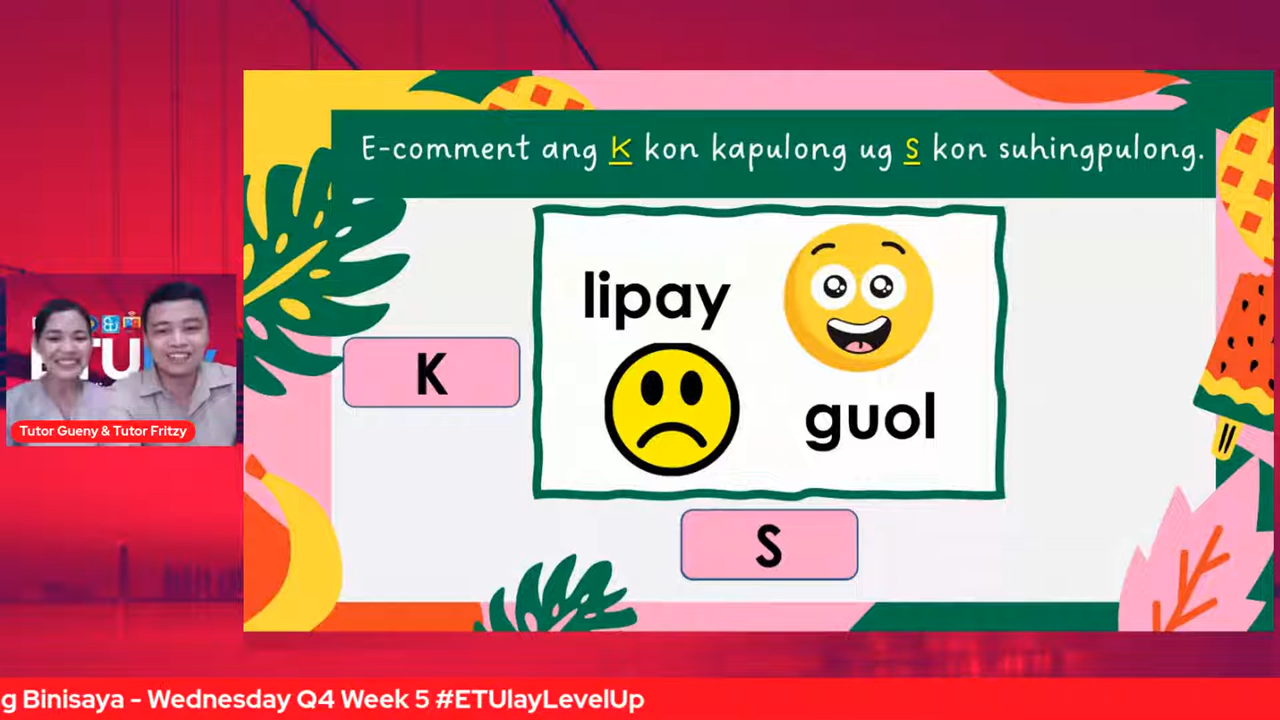 E-comment ang K kon kapulong ug S kon suhingpulong.
lipay
K
guol
S
ETU
Tutor Gueny & Tutor Fritzy
g Binisaya - Wednesday Q4 Week 5 #ETUlayLevelUp